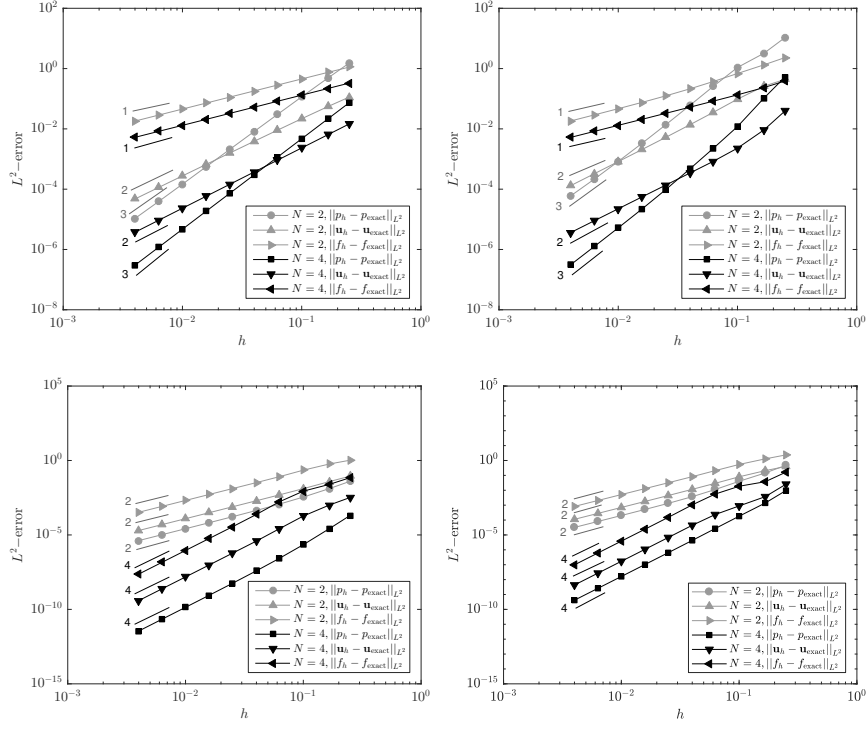 10^2
10^0
10^{-2}
10^{-4}
10^{-6}
10^{-8}
L^2−error
1
1
2
3
2
3
N = 2, ||p_h − p_exact||_{L^2}
N = 2, ||u_h − u_exact||_{L^2}
N = 2, ||f_h − f_exact||_{L^2}
N = 4, ||p_h − p_exact||_{L^2}
N = 4, ||u_h − u_exact||_{L^2}
N = 4, ||f_h − f_exact||_{L^2}
10^{-3} 10^{-2} 10^{-1} 10^0
h
10^2
10^0
10^{-2}
10^{-4}
10^{-6}
10^{-8}
L^2−error
1
1
2
3
2
3
N = 2, ||p_h − p_exact||_{L^2}
N = 2, ||u_h − u_exact||_{L^2}
N = 2, ||f_h − f_exact||_{L^2}
N = 4, ||p_h − p_exact||_{L^2}
N = 4, ||u_h − u_exact||_{L^2}
N = 4, ||f_h − f_exact||_{L^2}
10^{-3} 10^{-2} 10^{-1} 10^0
h
10^5
10^0
10^{-5}
10^{-10}
10^{-15}
L^2−error
2
2
2
4
4
4
N = 2, ||p_h − p_exact||_{L^2}
N = 2, ||u_h − u_exact||_{L^2}
N = 2, ||f_h − f_exact||_{L^2}
N = 4, ||p_h − p_exact||_{L^2}
N = 4, ||u_h − u_exact||_{L^2}
N = 4, ||f_h − f_exact||_{L^2}
10^{-3} 10^{-2} 10^{-1} 10^0
h
10^5
10^0
10^{-5}
10^{-10}
10^{-15}
L^2−error
2
2
2
4
4
4
N = 2, ||p_h − p_exact||_{L^2}
N = 2, ||u_h − u_exact||_{L^2}
N = 2, ||f_h − f_exact||_{L^2}
N = 4, ||p_h − p_exact||_{L^2}
N = 4, ||u_h − u_exact||_{L^2}
N = 4, ||f_h − f_exact||_{L^2}
10^{-3} 10^{-2} 10^{-1} 10^0
h